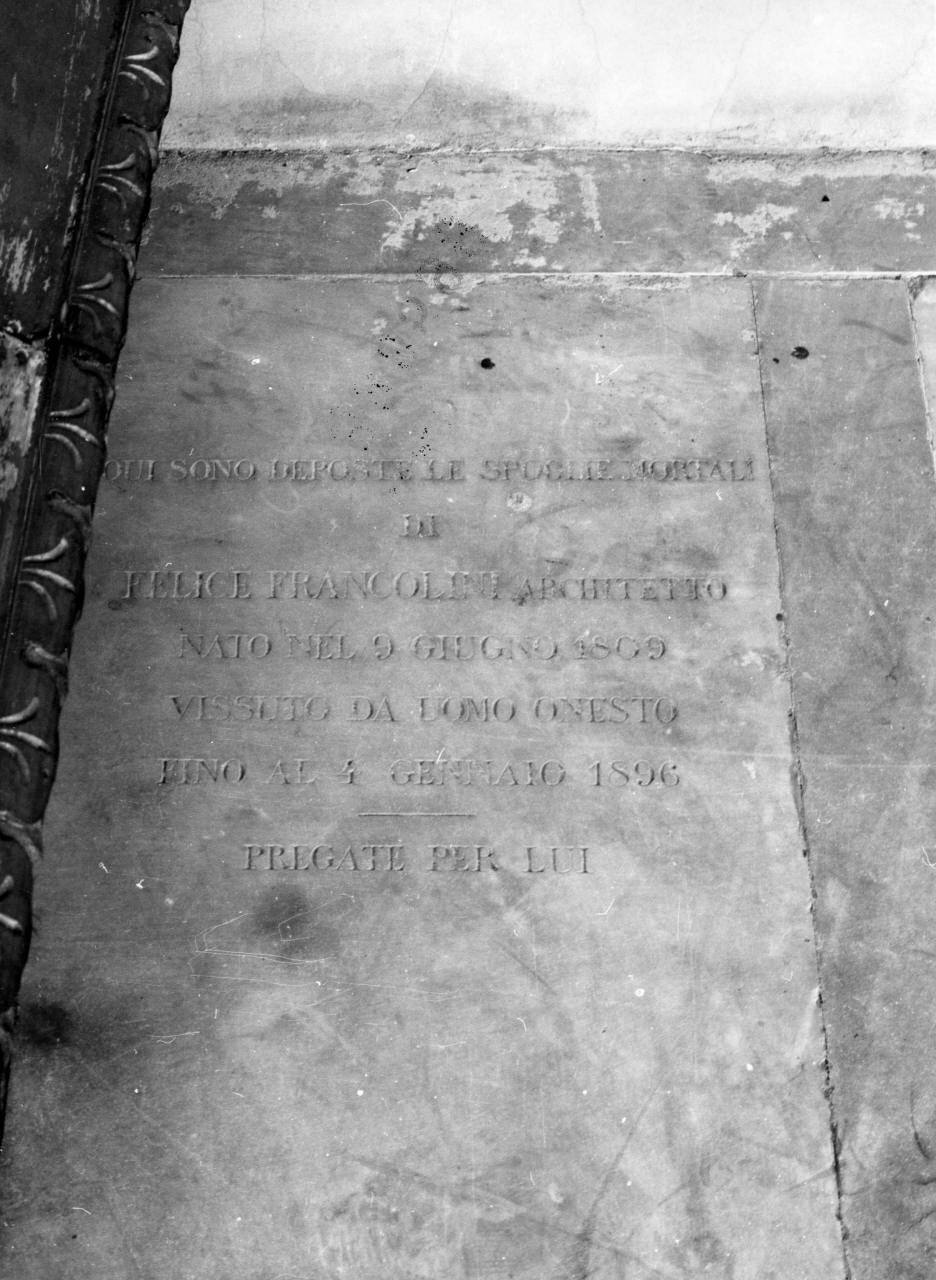 QUI SONO DEPOSTE LE SPOGLIE MORTALI
DI
FELICE FRANCOLINI ARCHITETTO
NATO NEL 9 GIUGNO 1809
VISSUTO DA UOMO ONESTO
FINO AL 4 GENNAIO 1896
PREGATE PER LUI